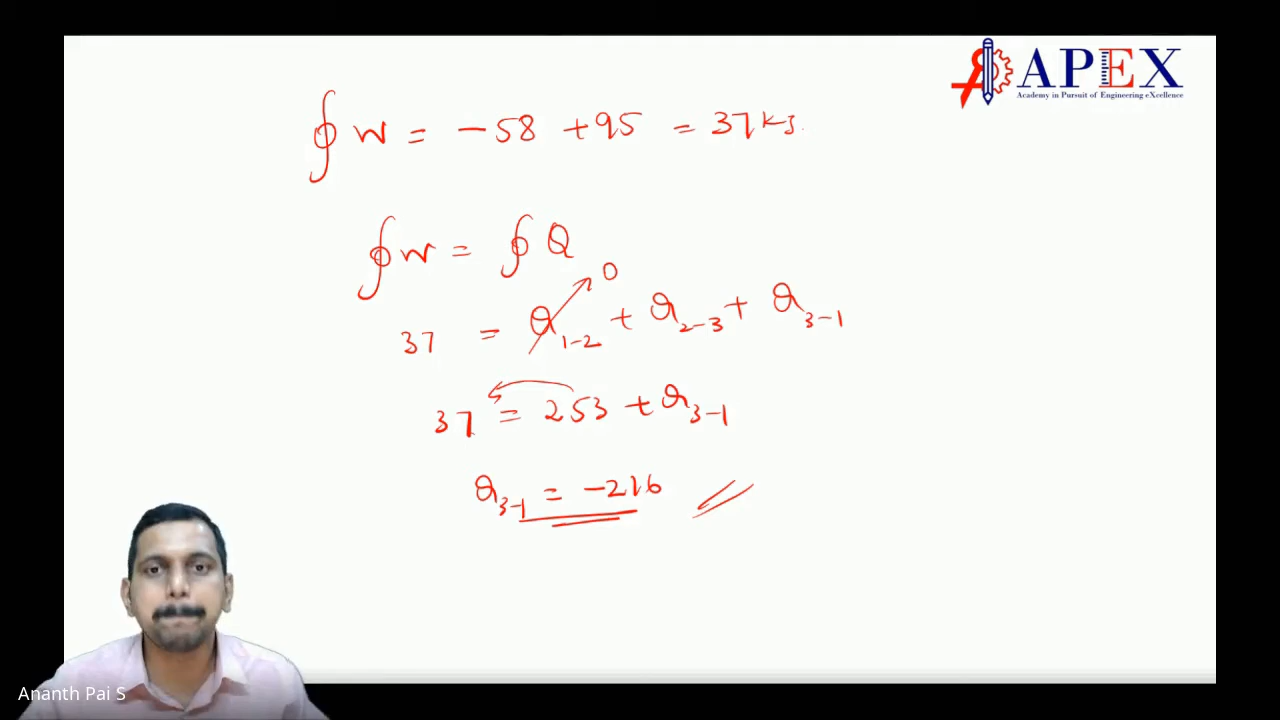 APEX
Academy in Pursuit of Engineering eXcellence
∮ W = -58 +95 = 37 KJ.
∮ W = ∮ Q
0
37 = Q1-2 + Q2-3 + Q3-1
37 = 253 + Q3-1
Q3-1 = -216
Ananth Pai S